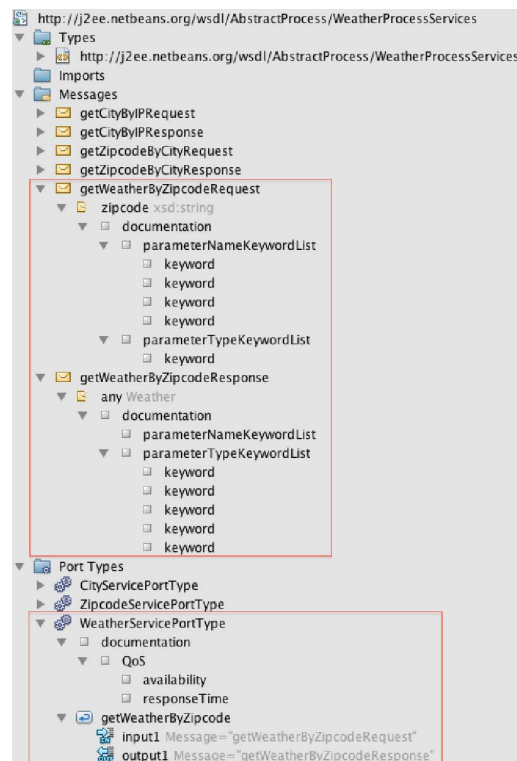 http://j2ee.netbeans.org/wsdl/AbstractProcess/WeatherProcessServices
Types
http://j2ee.netbeans.org/wsdl/AbstractProcess/WeatherProcessServices
Imports
Messages
getCityByIPRequest
getCityByIPResponse
getZipcodeByCityRequest
getZipcodeByCityResponse
getWeatherByZipcodeRequest
zipcode xsd:string
documentation
parameterNameKeywordList
keyword
keyword
keyword
keyword
parameterTypeKeywordList
keyword
getWeatherByZipcodeResponse
any Weather
documentation
parameterNameKeywordList
parameterTypeKeywordList
keyword
keyword
keyword
keyword
keyword
Port Types
CityServicePortType
ZipcodeServicePortType
WeatherServicePortType
documentation
QoS
availability
responseTime
getWeatherByZipcode
input1 Message="getWeatherByZipcodeRequest"
output1 Message="getWeatherByZipcodeResponse"